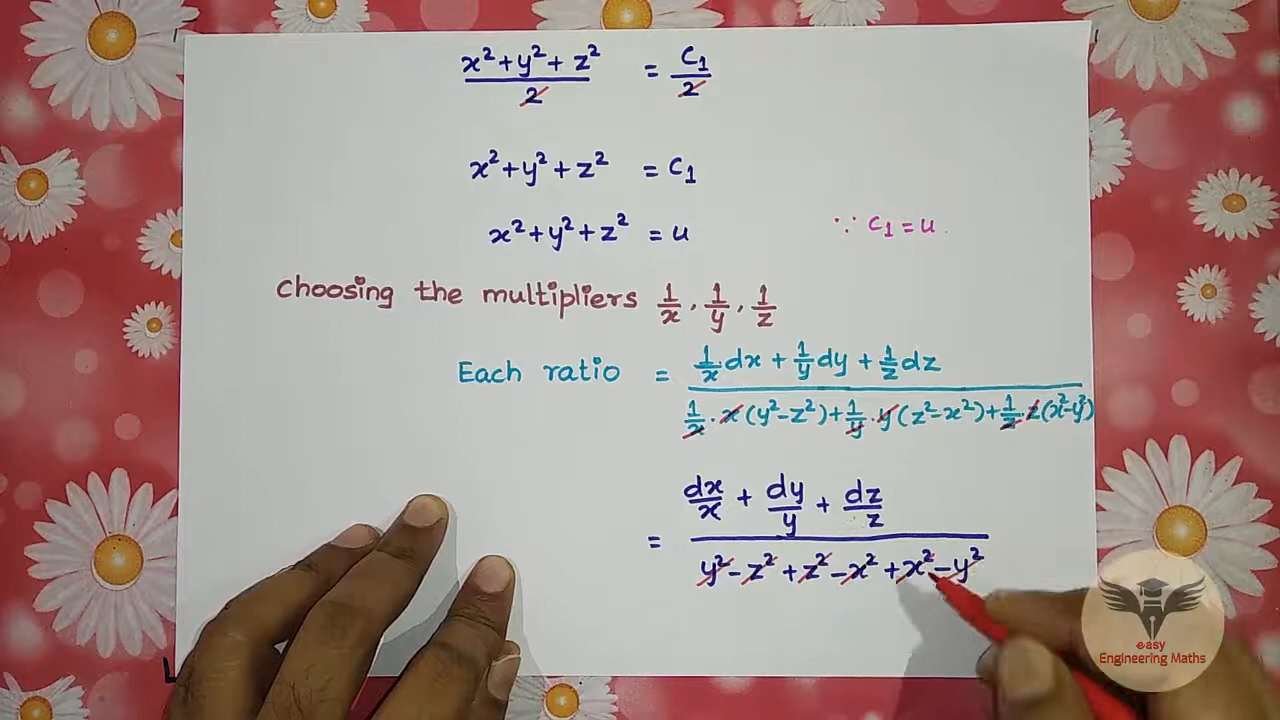 x²+y²+z²/2 = C₁/2
x²+y²+z² = C₁
x²+y²+z² = u ∵ C₁ = u.
choosing the multipliers 1/x, 1/y, 1/z
Each ratio = (1/x·dx + 1/y dy + 1/z dz)/(1/x·x(y²-z²)+1/y·y(z²-x²)+1/z·z(x²-y²))
= (dx/x + dy/y + dz/z)/(y²-z²+z²-x²+x²-y²)
easy
Engineering Maths